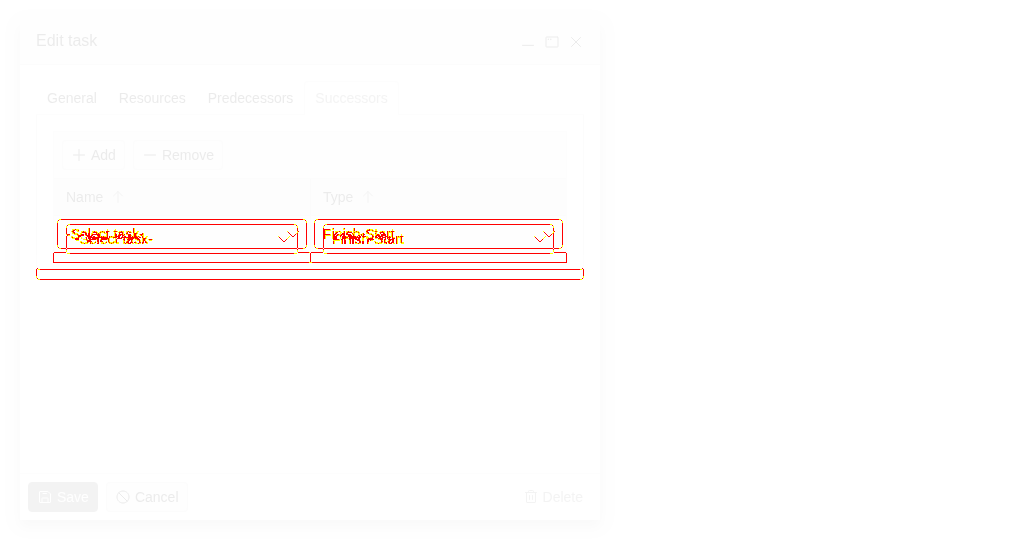 Edit task
General Resources Predecessors Successors
Add Remove
Name Type
Select task- Finish-Start
Save Cancel Delete